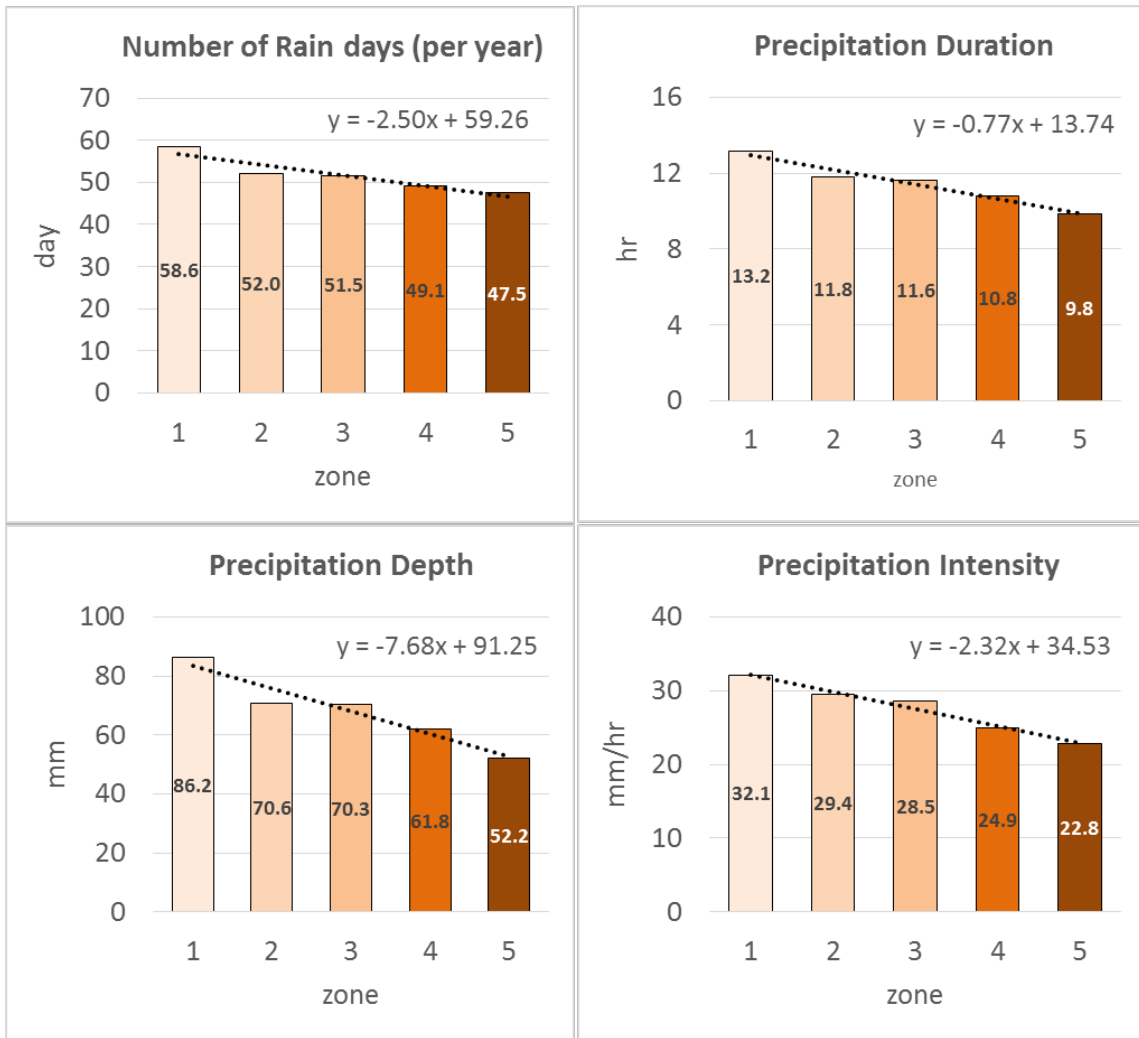 Number of Rain days (per year)
y = -2.50x + 59.26
70
60
50
40
30
20
10
0
day
58.6
52.0
51.5
49.1
47.5
1 2 3 4 5
zone
Precipitation Duration
y = -0.77x + 13.74
16
12
8
4
0
hr
13.2
11.8
11.6
10.8
9.8
1 2 3 4 5
zone
Precipitation Depth
y = -7.68x + 91.25
100
80
60
40
20
0
mm
86.2
70.6
70.3
61.8
52.2
1 2 3 4 5
zone
Precipitation Intensity
y = -2.32x + 34.53
40
30
20
10
0
mm/hr
32.1
29.4
28.5
24.9
22.8
1 2 3 4 5
zone